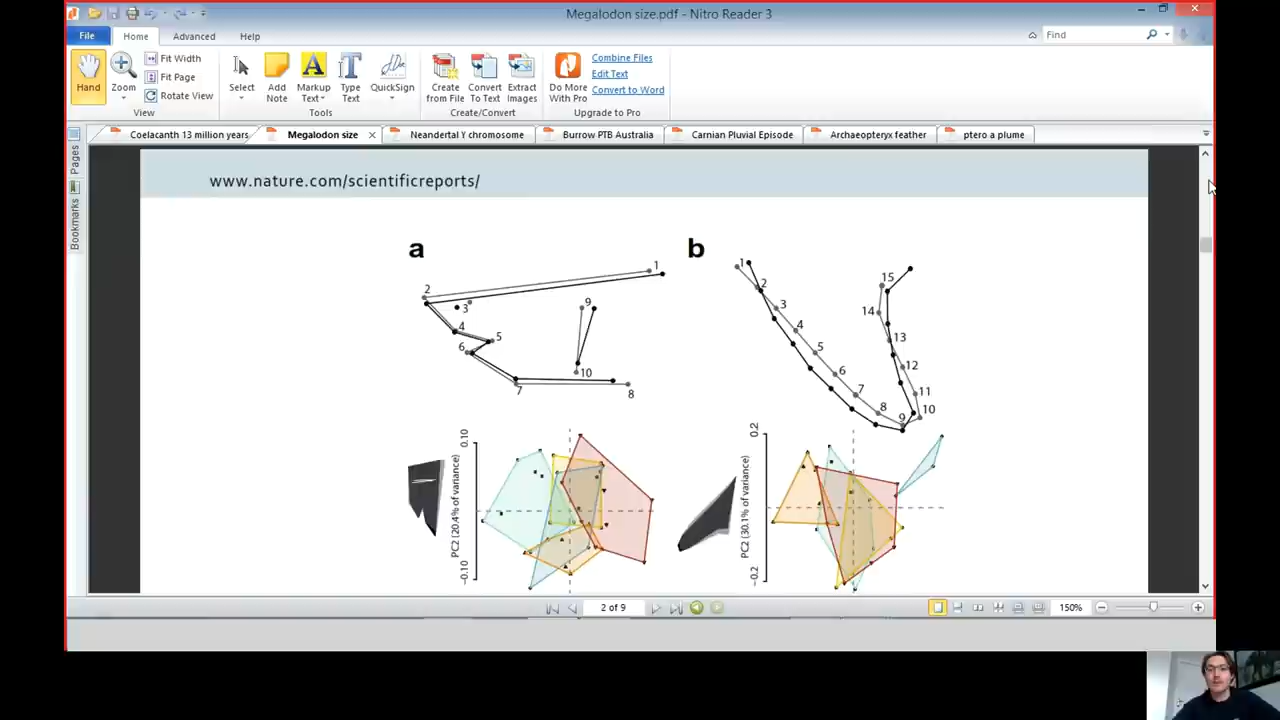 Megalodon size.pdf - Nitro Reader 3
File Home Advanced Help Find
Hand
Zoom
Fit Width
Fit Page
Rotate View
View
Select
Add Note
Markup Text
Type Text
QuickSign
Tools
Create from File
Convert To Text
Extract Images
Create/Convert
Do More With Pro
Combine Files
Edit Text
Convert to Word
Upgrade to Pro
Coelacanth 13 million years Megalodon size Neandertal Y chromosome Burrow PTB Australia Carnian Pluvial Episode Archaeopteryx feather ptero a plume
Pages
Bookmarks
www.nature.com/scientificreports/
a
1
2
3
4
5
6
7
8
9
10
b
1
2
3
4
5
6
7
8
9
10
11
12
13
14
15
0.10
PC2 (20.4% of variance)
−0.10
0.2
PC2 (30.1% of variance)
−0.2
2 of 9
150%